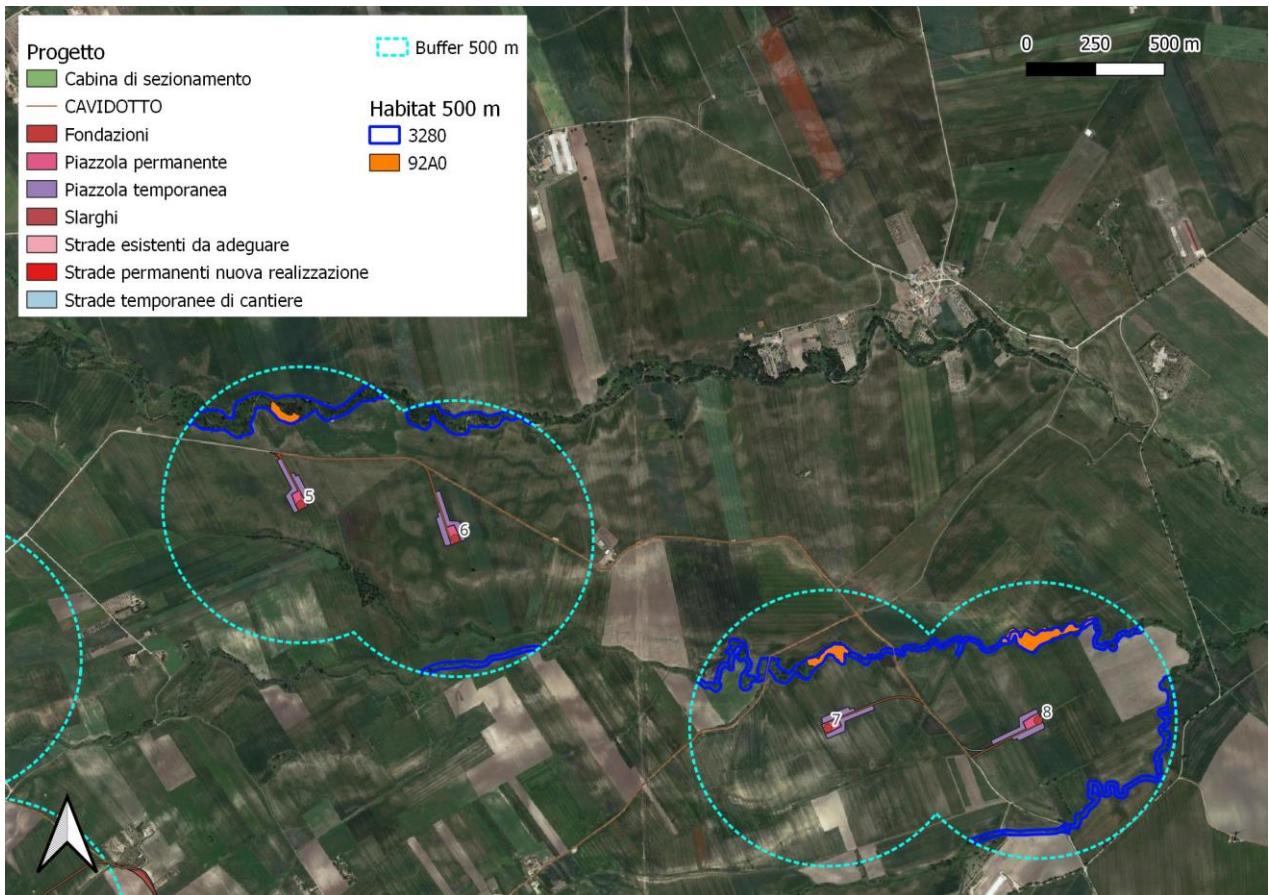 Progetto
Cabina di sezionamento
CAVIDOTTO
Fondazioni
Piazzola permanente
Piazzola temporanea
Slarghi
Strade esistenti da adeguare
Strade permanenti nuova realizzazione
Strade temporanee di cantiere
Buffer 500 m
Habitat 500 m
3280
92A0
0 250 500 m
5
6
7
8